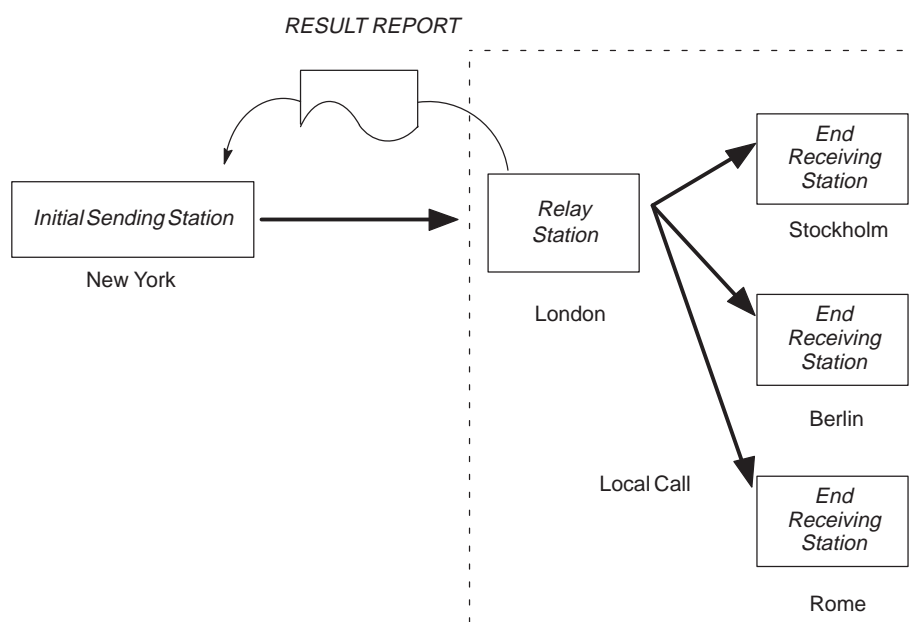 RESULT REPORT
Initial Sending Station
New York
Relay
Station
London
End
Receiving
Station
Stockholm
End
Receiving
Station
Berlin
Local Call
End
Receiving
Station
Rome